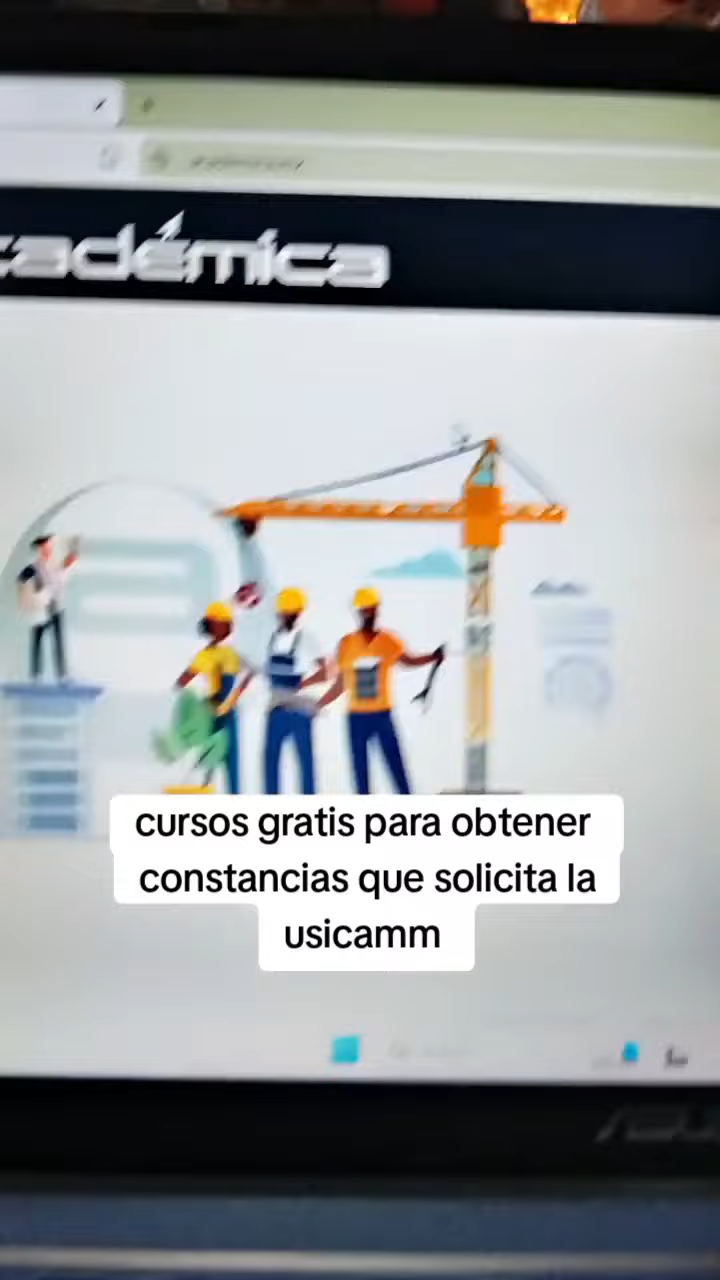 cadémica
cursos gratis para obtener
constancias que solicita la
usicamm